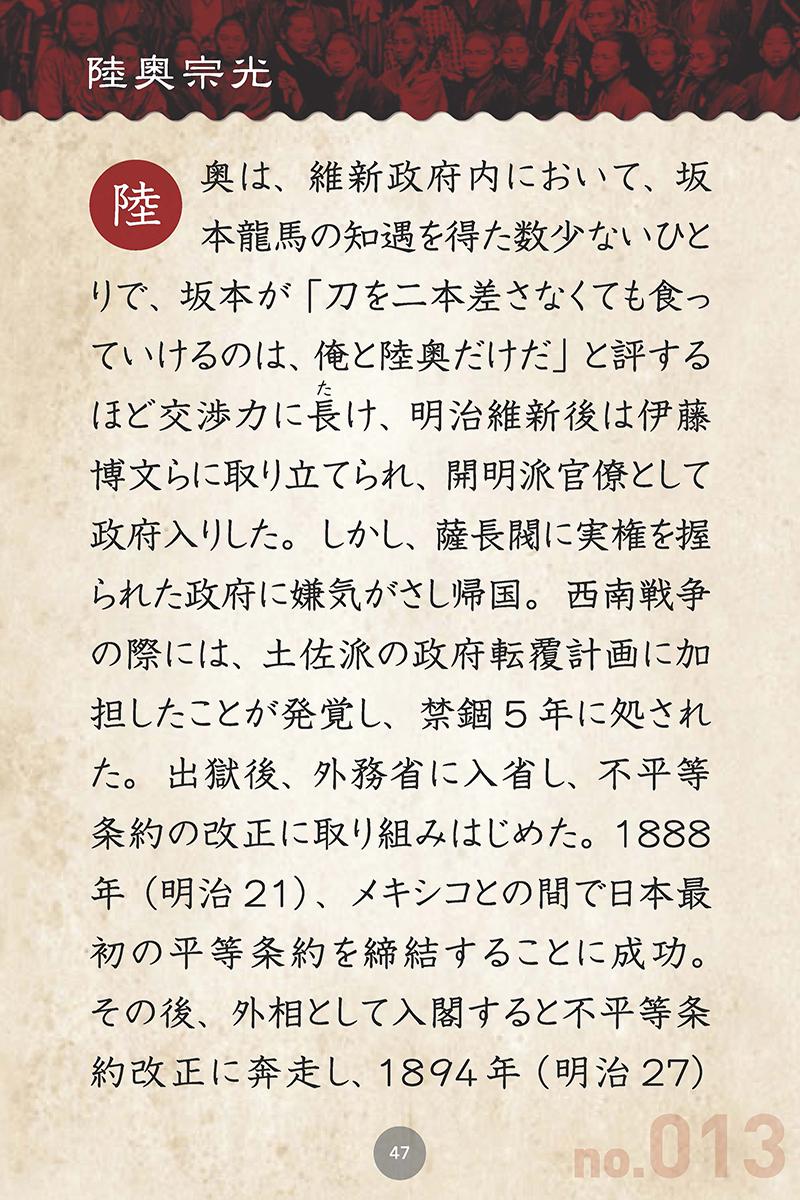 陸奥宗光
陸奥は、維新政府内において、坂
本龍馬の知遇を得た数少ないひと
りで、坂本が「刀を二本差さなくても食っ
ていけるのは、俺と陸奥だけだ」と評する
た
ほど交渉力に長け、明治維新後は伊藤
博文らに取り立てられ、開明派官僚として
政府入りした。しかし、薩長閥に実権を握
られた政府に嫌気がさし帰国。西南戦争
の際には、土佐派の政府転覆計画に加
担したことが発覚し、禁錮5年に処され
た。出獄後、外務省に入省し、不平等
条約の改正に取り組みはじめた。1888
年（明治21）、メキシコとの間で日本最
初の平等条約を締結することに成功。
その後、外相として入閣すると不平等条
約改正に奔走し、1894年（明治27）
47
no.013